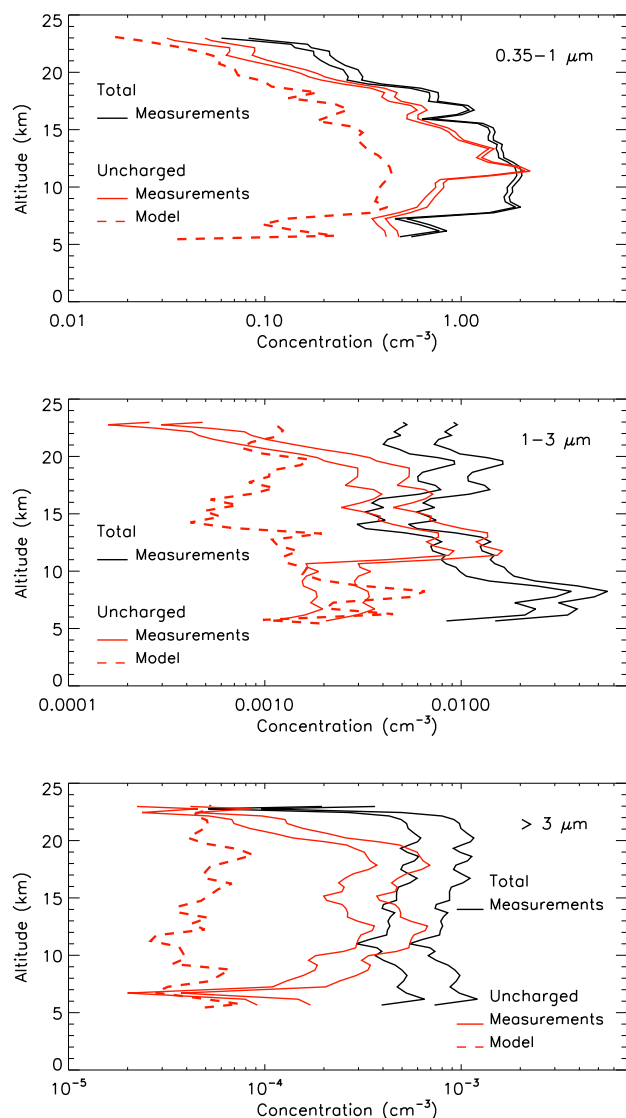 25
20
15
10
5
0
Altitude (km)
0.35–1 μm
Total
Measurements
Uncharged
Measurements
Model
0.01 0.10 1.00
Concentration (cm⁻³)
25
20
15
10
5
0
Altitude (km)
1–3 μm
Total
Measurements
Uncharged
Measurements
Model
0.0001 0.0010 0.0100
Concentration (cm⁻³)
25
20
15
10
5
0
Altitude (km)
> 3 μm
Total
Measurements
Uncharged
Measurements
Model
10⁻⁵ 10⁻⁴ 10⁻³
Concentration (cm⁻³)